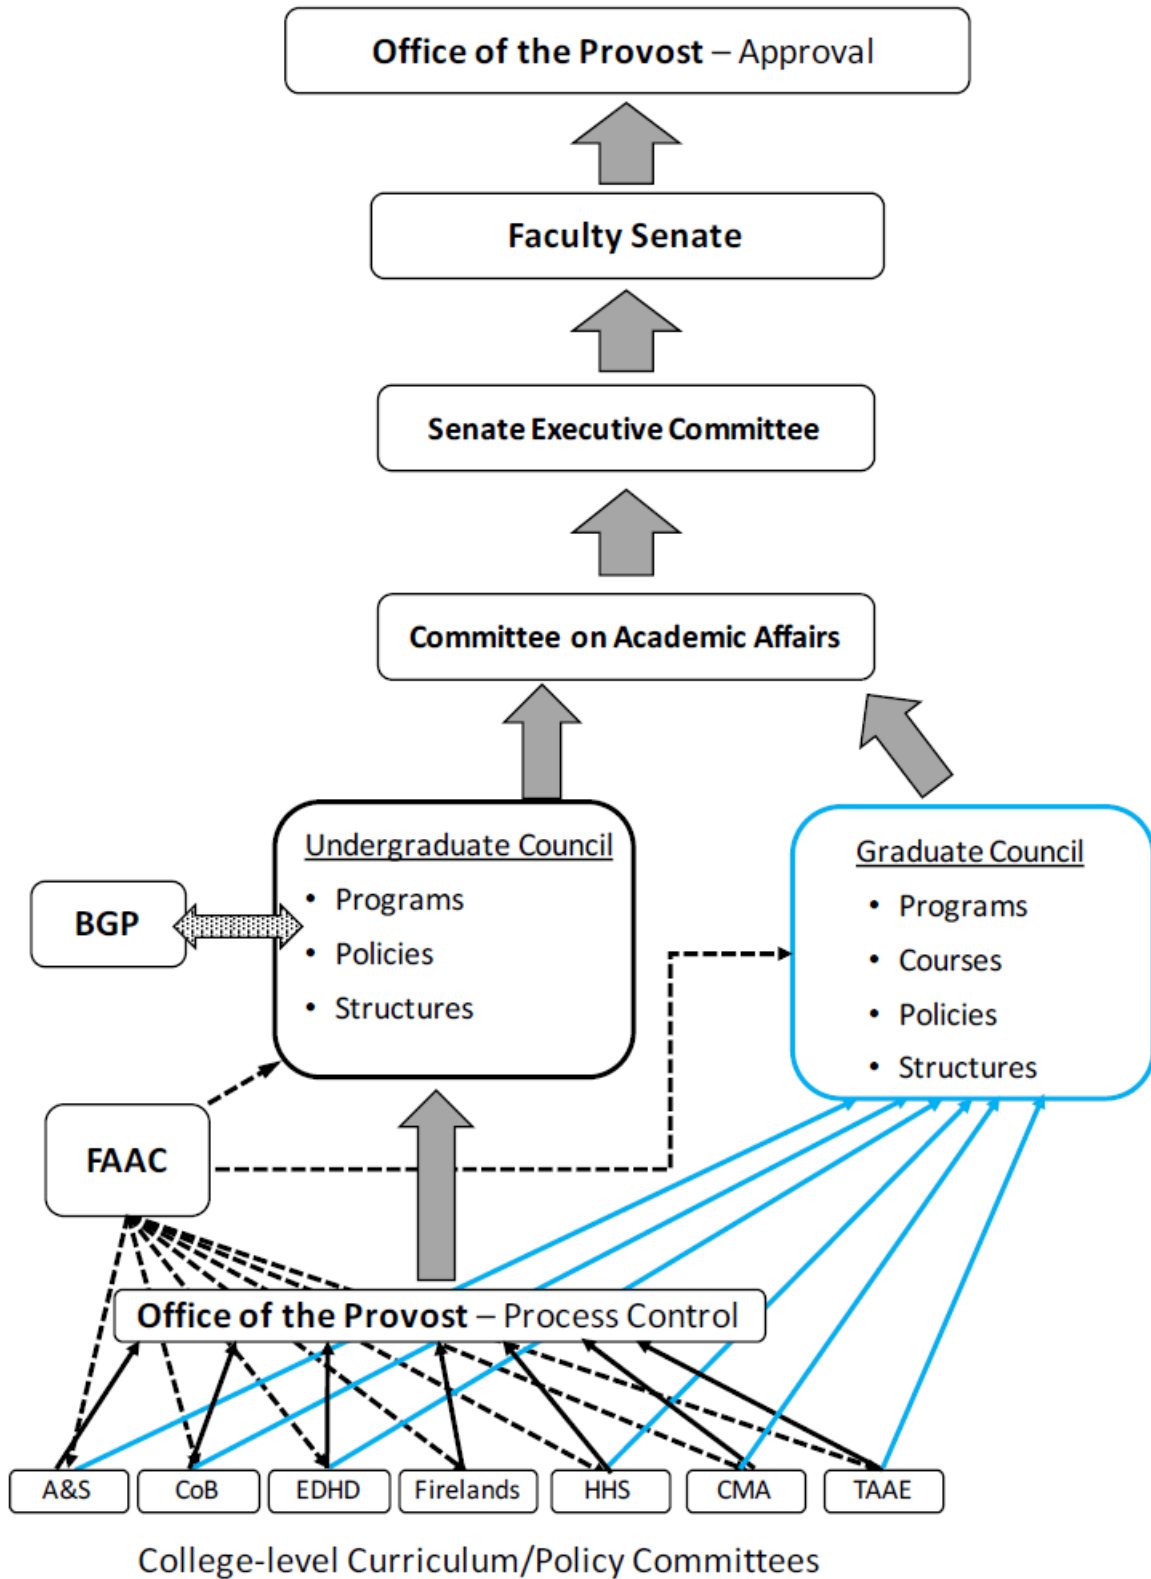 Office of the Provost – Approval
Faculty Senate
Senate Executive Committee
Committee on Academic Affairs
Undergraduate Council
• Programs
• Policies
• Structures
BGP
Graduate Council
• Programs
• Courses
• Policies
• Structures
FAAC
Office of the Provost – Process Control
A&S
CoB
EDHD
Firelands
HHS
CMA
TAAE
College-level Curriculum/Policy Committees